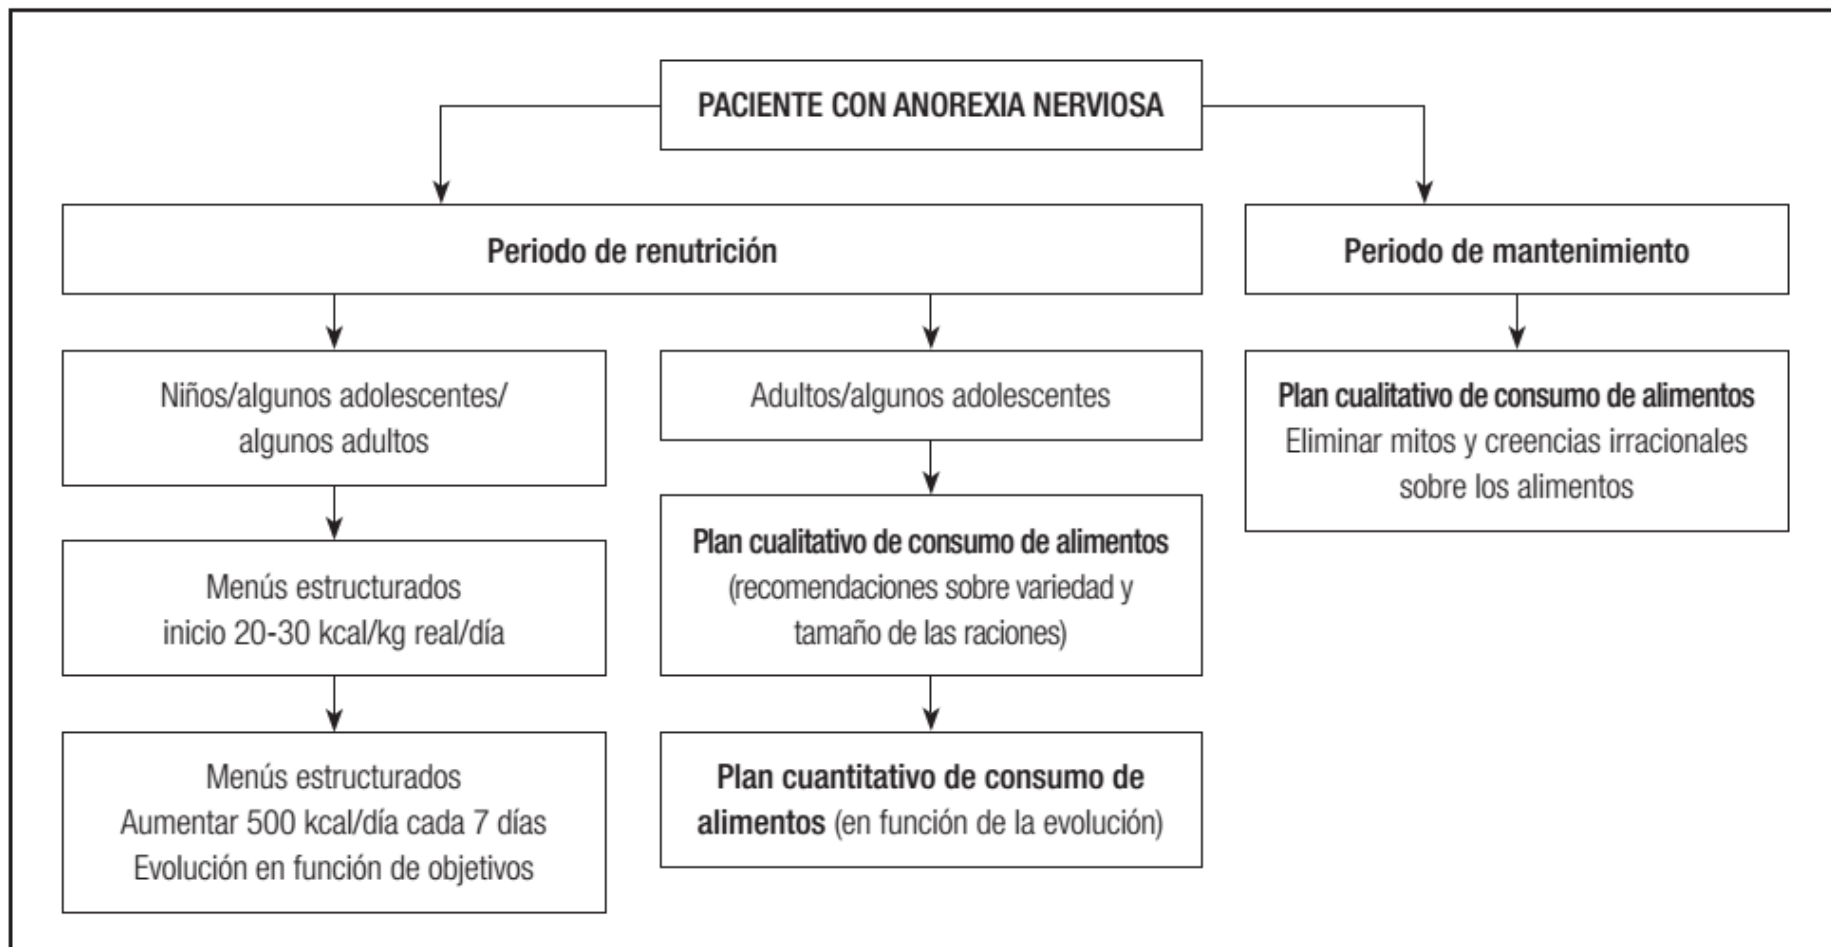 PACIENTE CON ANOREXIA NERVIOSA
Periodo de renutrición
Periodo de mantenimiento
Niños/algunos adolescentes/
algunos adultos
Menús estructurados
inicio 20-30 kcal/kg real/día
Menús estructurados
Aumentar 500 kcal/día cada 7 días
Evolución en función de objetivos
Adultos/algunos adolescentes
Plan cualitativo de consumo de alimentos
(recomendaciones sobre variedad y
tamaño de las raciones)
Plan cuantitativo de consumo de
alimentos (en función de la evolución)
Plan cualitativo de consumo de alimentos
Eliminar mitos y creencias irracionales
sobre los alimentos